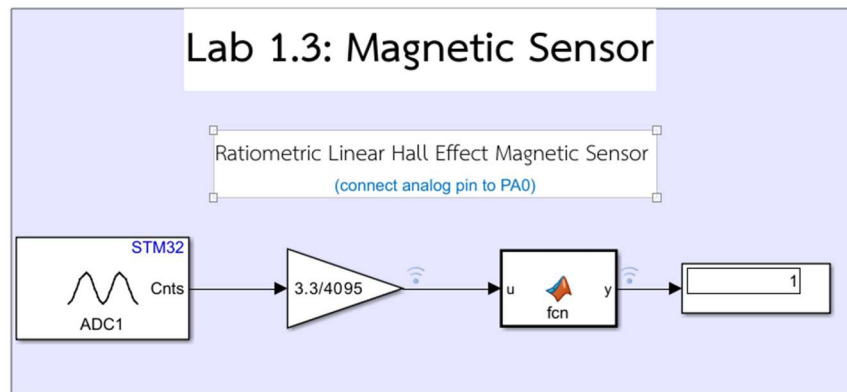 Lab 1.3: Magnetic Sensor
Ratiometric Linear Hall Effect Magnetic Sensor
(connect analog pin to PA0)
STM32
Cnts
ADC1
3.3/4095
u
y
fcn
1